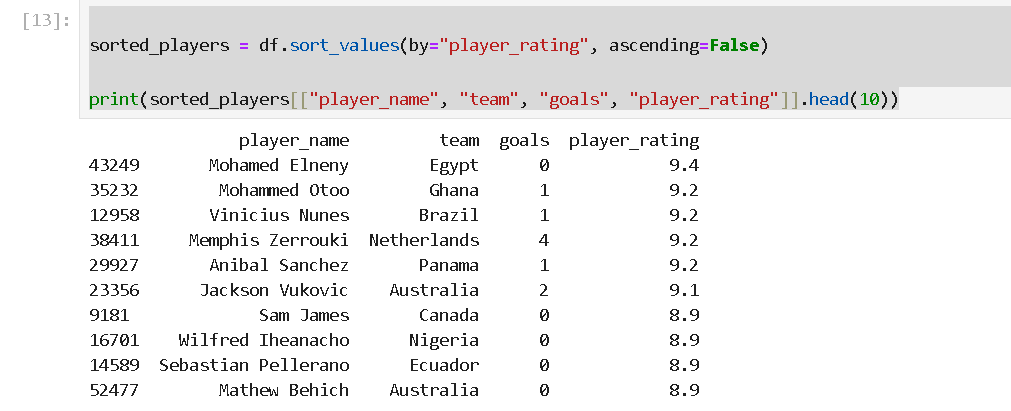 [13]:
sorted_players = df.sort_values(by="player_rating", ascending=False)
print(sorted_players[["player_name", "team", "goals", "player_rating"]].head(10))
player_name team goals player_rating
43249 Mohamed Elneny Egypt 0 9.4
35232 Mohammed Otoo Ghana 1 9.2
12958 Vinicius Nunes Brazil 1 9.2
38411 Memphis Zerrouki Netherlands 4 9.2
29927 Anibal Sanchez Panama 1 9.2
23356 Jackson Vukovic Australia 2 9.1
9181 Sam James Canada 0 8.9
16701 Wilfred Iheanacho Nigeria 0 8.9
14589 Sebastian Pellerano Ecuador 0 8.9
52477 Mathew Behich Australia 0 8.9